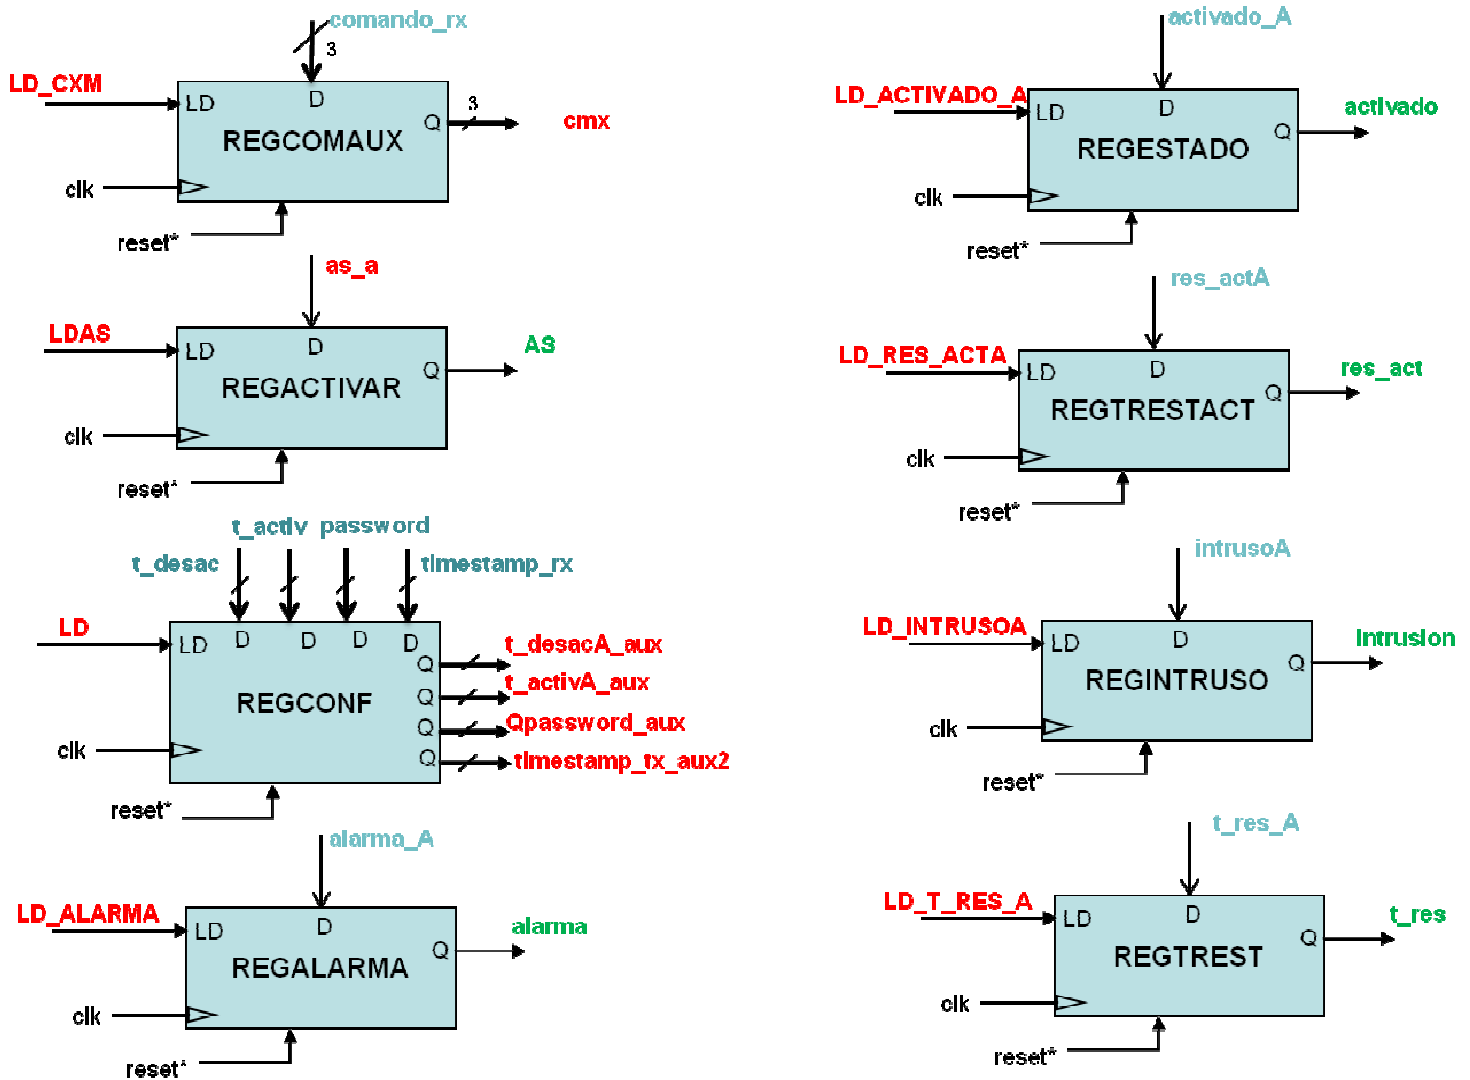 comando_rx
3
LD_CXM
LD
D
3
Q
cmx
REGCOMAUX
clk
reset*
as_a
LDAS
LD
D
Q
AS
REGACTIVAR
clk
reset*
t_activ password
t_desac
timestamp_rx
LD
LD
D
D
D
D
Q
t_desacA_aux
Q
t_activA_aux
REGCONF
Q
Qpassword_aux
Q
timestamp_tx_aux2
clk
reset*
alarma_A
LD_ALARMA
LD
D
Q
alarma
REGALARMA
clk
reset*
activado_A
LD_ACTIVADO_A
LD
D
Q
activado
REGESTADO
clk
reset*
res_actA
LD_RES_ACTA
LD
D
Q
res_act
REGTRESTACT
clk
reset*
intrusoA
LD_INTRUSOA
LD
D
Q
intrusion
REGINTRUSO
clk
reset*
t_res_A
LD_T_RES_A
LD
D
Q
t_res
REGTREST
clk
reset*